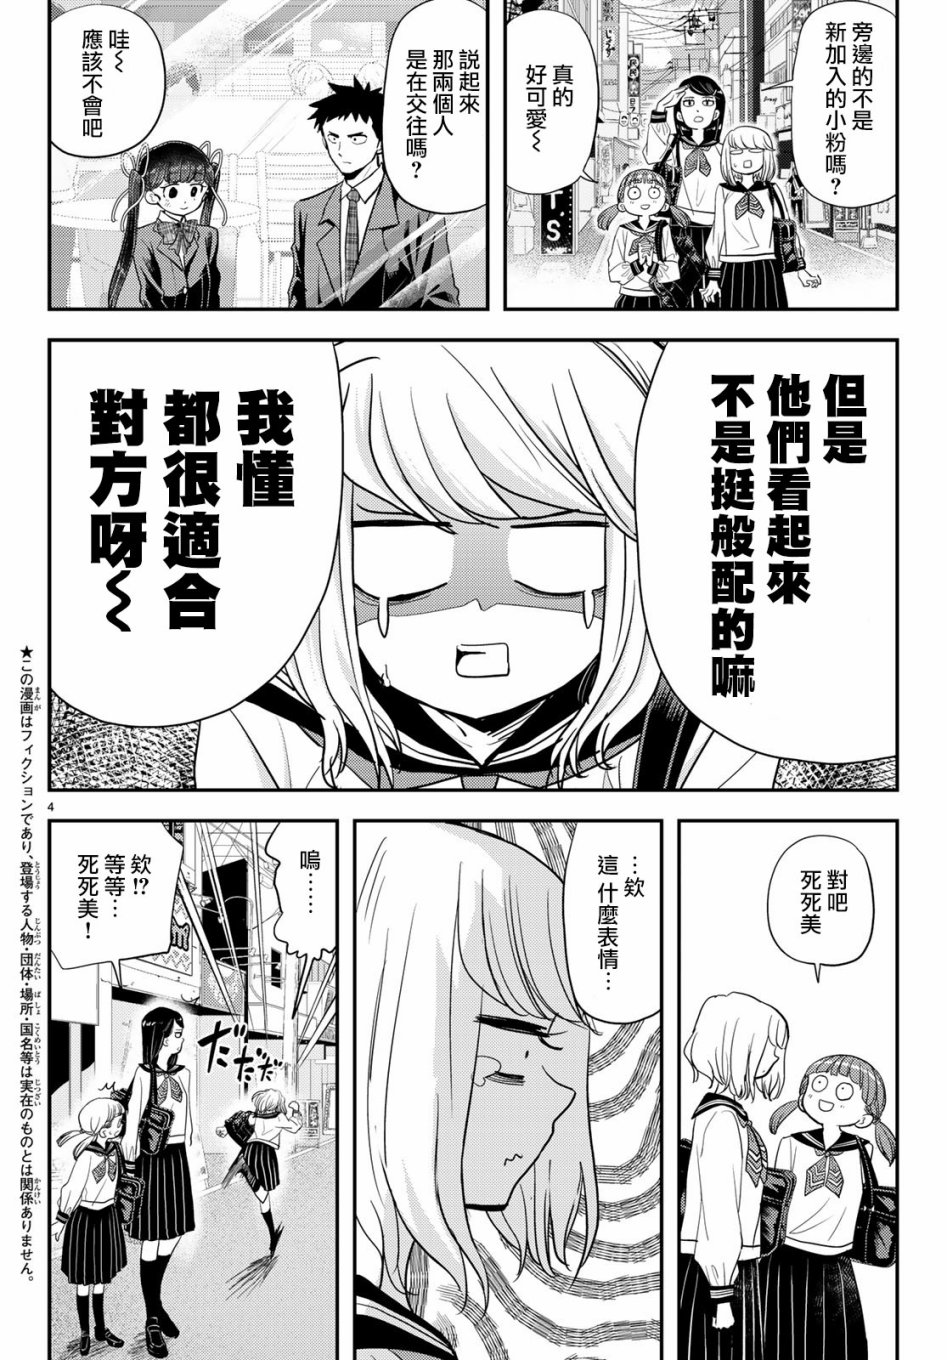 旁邊的不是
新加入的小粉嗎？
真的
好可愛～
T.S
說起來
那兩個人
是在交往嗎？
哇～
應該不會吧
但是
他們看起來
不是挺般配的嘛
我懂
都很適合
對方呀～
對吧
死死美
…欸
這什麼表情…
嗚……
欸!?
等等…
死死美！
だだだだ
4
★この漫画はフィクションであり、登場する人物・団体・場所・国名等は実在のものとは関係ありません。